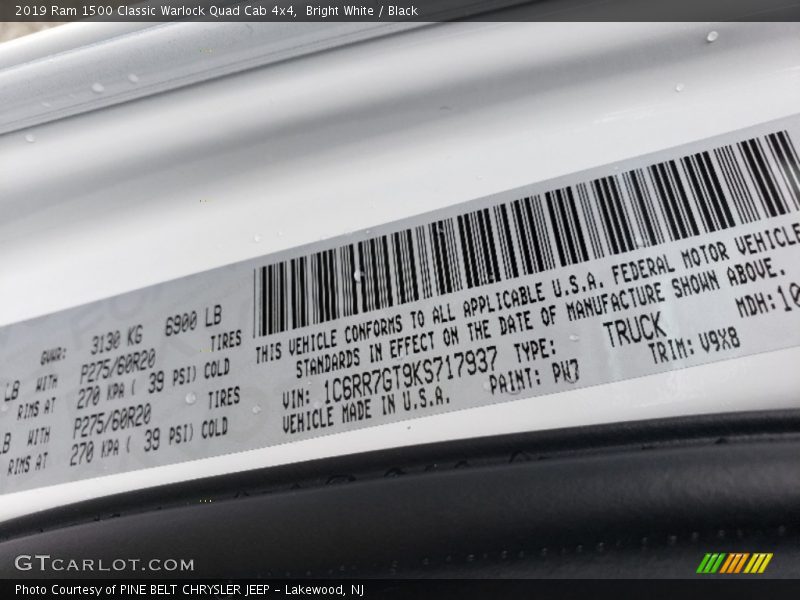 2019 Ram 1500 Classic Warlock Quad Cab 4x4, Bright White / Black
GVWR: 3130 KG 6900 LB
LB WITH P275/60R20 TIRES
RIMS AT 270 KPA ( 39 PSI) COLD
LB WITH P275/60R20 TIRES
RIMS AT 270 KPA ( 39 PSI) COLD
THIS VEHICLE CONFORMS TO ALL APPLICABLE U.S.A. FEDERAL MOTOR VEHICLE
STANDARDS IN EFFECT ON THE DATE OF MANUFACTURE SHOWN ABOVE.
VIN: 1C6RR7GT9KS717937 TYPE: TRUCK MDH: 10
VEHICLE MADE IN U.S.A. PAINT: PW7 TRIM: V9X8
GTCARLOT.COM
Photo Courtesy of PINE BELT CHRYSLER JEEP - Lakewood, NJ